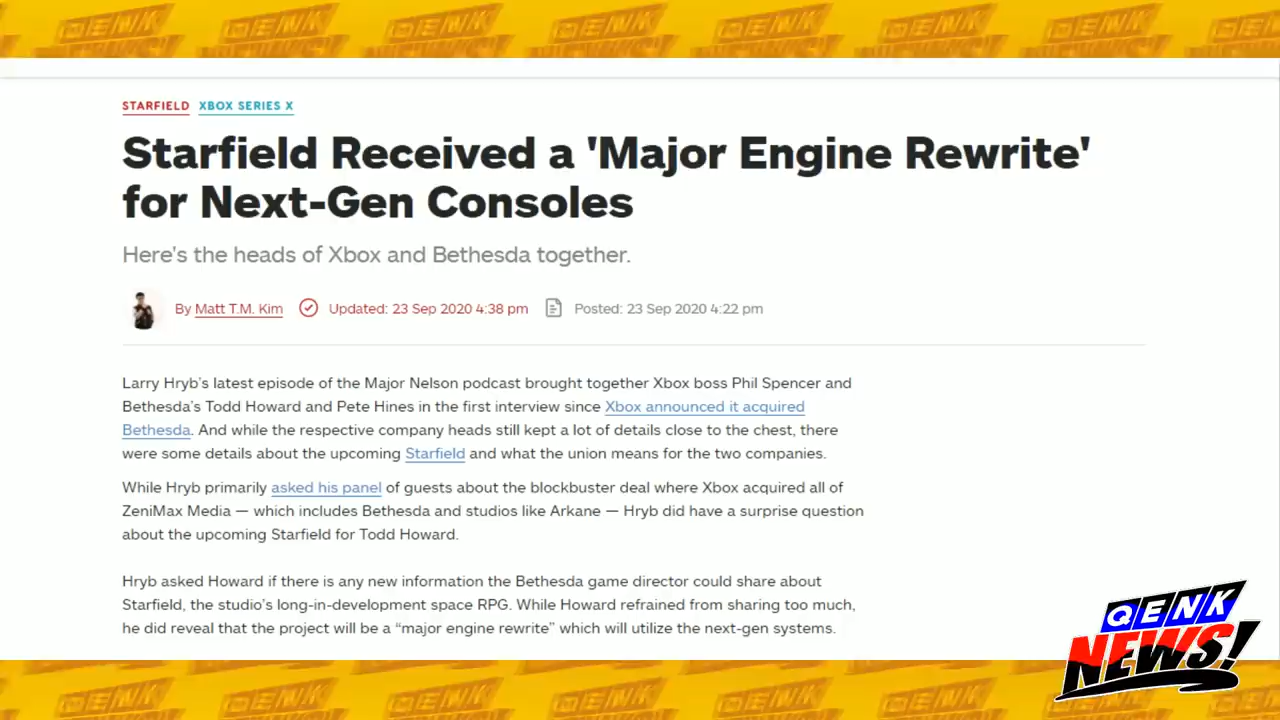 STARFIELD XBOX SERIES X
Starfield Received a 'Major Engine Rewrite'
for Next-Gen Consoles
Here's the heads of Xbox and Bethesda together.
By Matt T.M. Kim Updated: 23 Sep 2020 4:38 pm Posted: 23 Sep 2020 4:22 pm
Larry Hryb's latest episode of the Major Nelson podcast brought together Xbox boss Phil Spencer and
Bethesda's Todd Howard and Pete Hines in the first interview since Xbox announced it acquired
Bethesda. And while the respective company heads still kept a lot of details close to the chest, there
were some details about the upcoming Starfield and what the union means for the two companies.
While Hryb primarily asked his panel of guests about the blockbuster deal where Xbox acquired all of
ZeniMax Media — which includes Bethesda and studios like Arkane — Hryb did have a surprise question
about the upcoming Starfield for Todd Howard.
Hryb asked Howard if there is any new information the Bethesda game director could share about
Starfield, the studio's long-in-development space RPG. While Howard refrained from sharing too much,
he did reveal that the project will be a “major engine rewrite” which will utilize the next-gen systems.
QENK
NEWS!